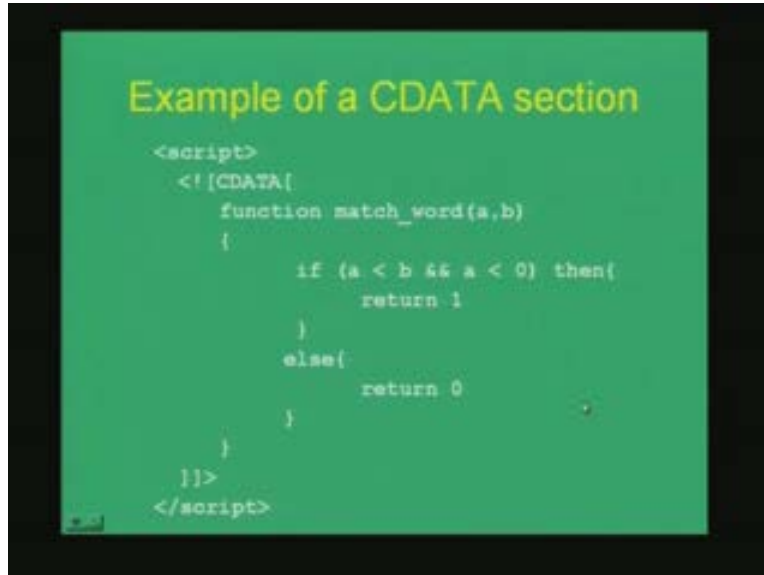 Example of a CDATA section
<script>
<![CDATA[
function match_word(a,b)
{
if (a < b && a < 0) then{
return 1
}
else{
return 0
}
}
]]>
</script>